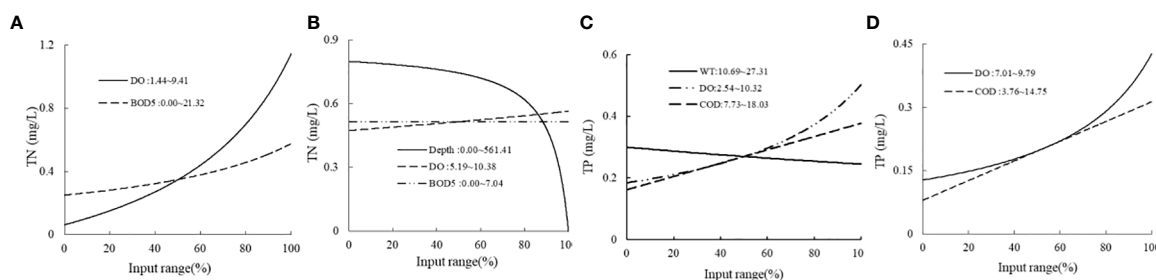 A
TN (mg/L)
1.2
0.8
0.4
0.0
0 20 40 60 80 100
Input range(%)
DO :1.44~9.41
BOD5 :0.00~21.32
B
TN (mg/L)
0.9
0.6
0.3
0
0 20 40 60 80 10
Input range(%)
Depth :0.00~561.41
DO :5.19~10.38
BOD5 :0.00~7.04
C
TP (mg/L)
0.6
0.4
0.2
0.0
0 20 40 60 80 100
Input range(%)
WT:10.69~27.31
DO:2.54~10.32
COD:7.73~18.03
D
TP (mg/L)
0.45
0.3
0.15
0
0 20 40 60 80 100
Input range(%)
DO :7.01~9.79
COD :3.76~14.75